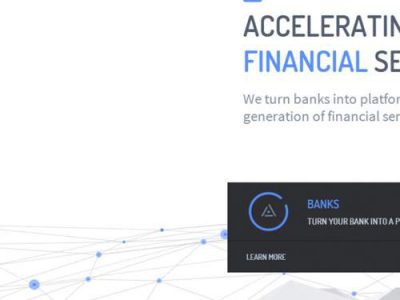 ACCELERATIN
FINANCIAL SE
We turn banks into platfor
generation of financial ser
BANKS
TURN YOUR BANK INTO A P
LEARN MORE